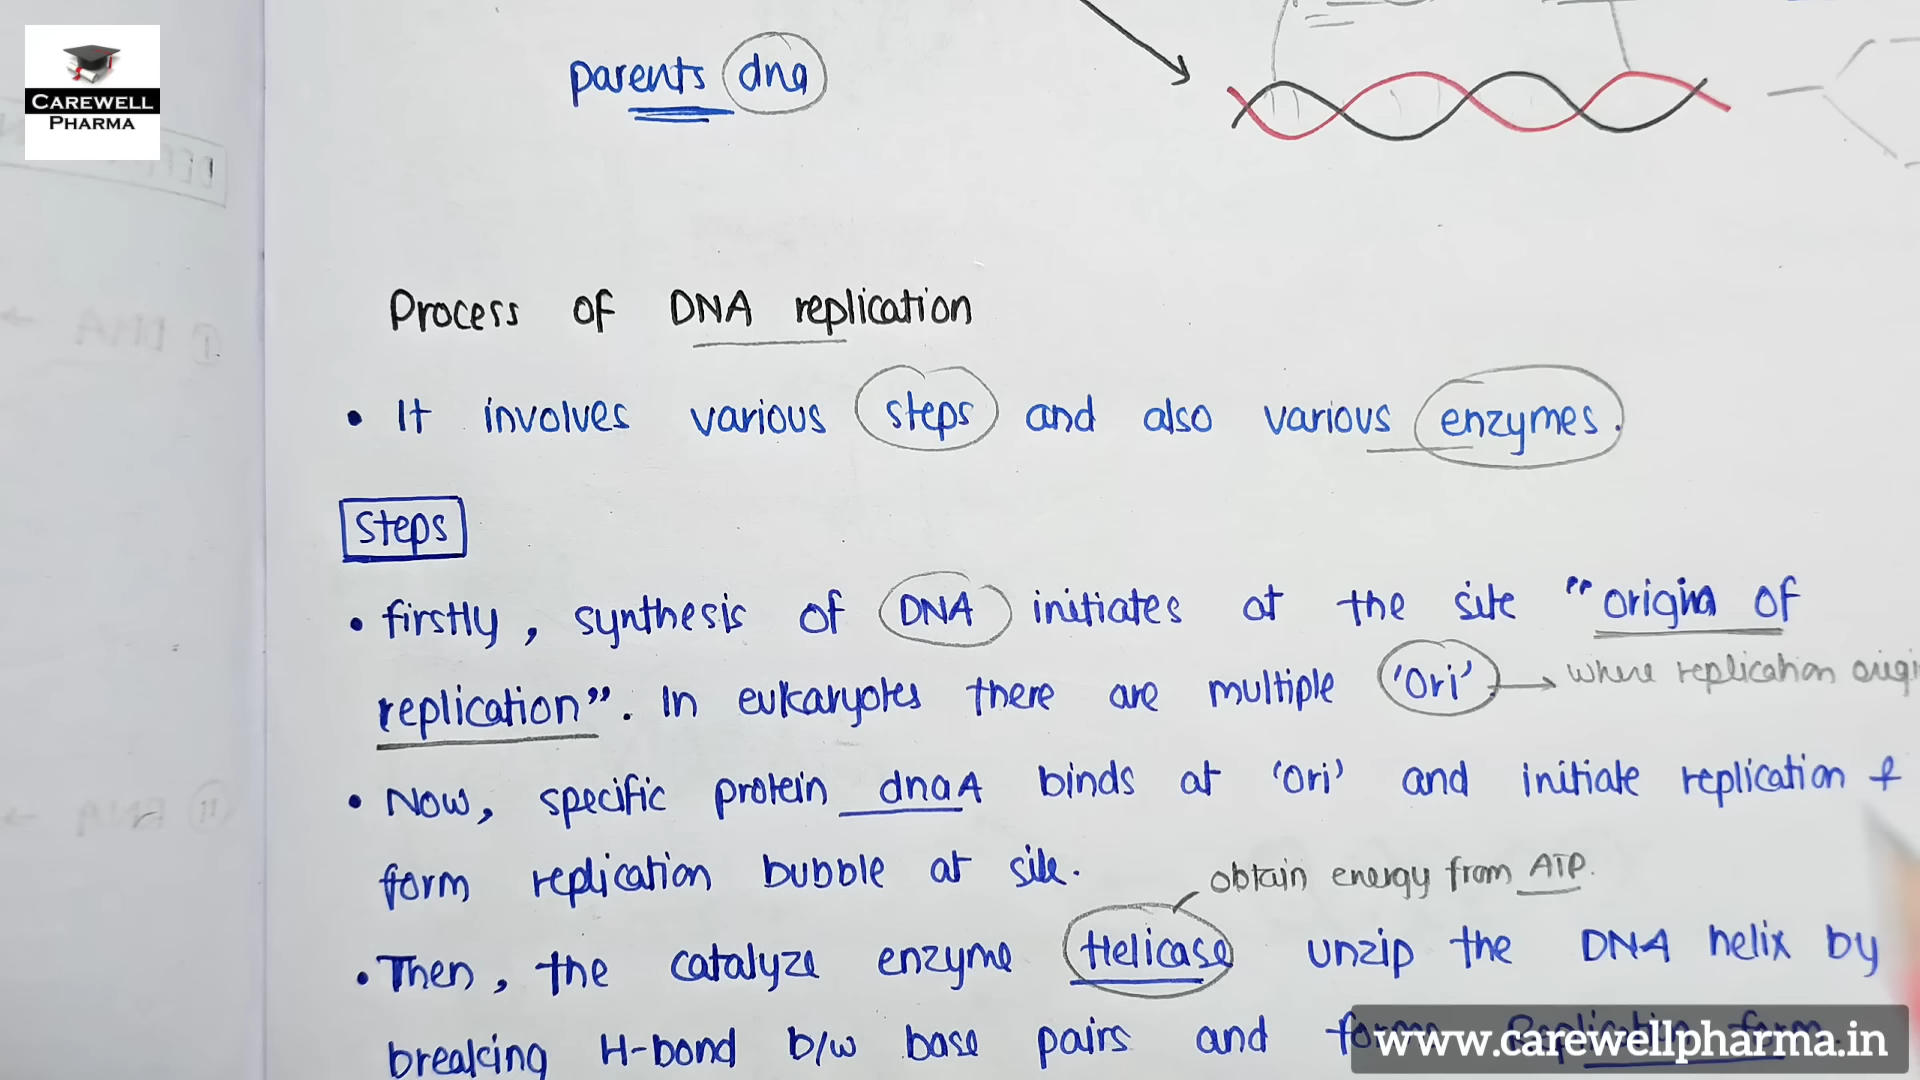 CAREWELL
PHARMA
parents dna
Process of DNA replication
• It involves various steps and also various enzymes.
Steps
• firstly, synthesis of DNA initiates at the site "origin of
replication". In eukaryotes there are multiple 'Ori' → where replication
• Now, specific protein dnaA binds at 'Ori' and initiate replication &
form replication bubble at site.
obtain energy from ATP.
• Then, the catalyze enzyme Helicase unzip the DNA helix by
breaking H-bond b/w base pairs and
www.carewellpharma.in